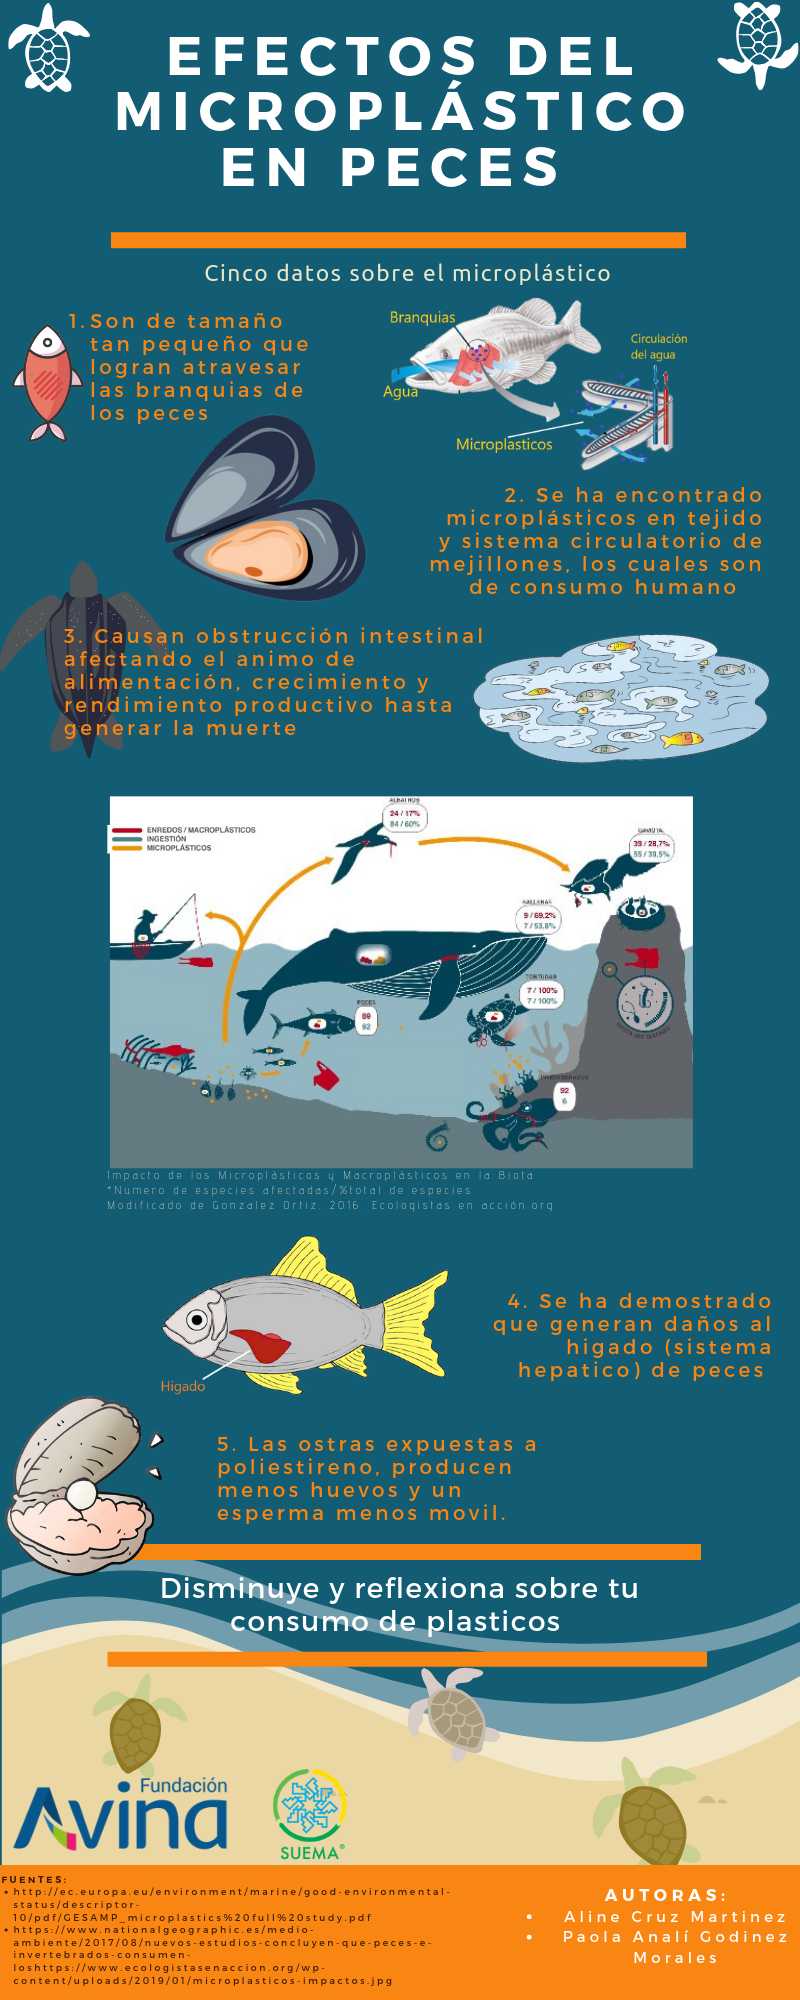 EFECTOS DEL
MICROPLÁSTICO
EN PECES
Cinco datos sobre el microplástico
1. Son de tamaño
tan pequeño que
logran atravesar
las branquias de
los peces
Branquias
Circulación
del agua
Agua
Microplasticos
2. Se ha encontrado
microplásticos en tejido
y sistema circulatorio de
mejillones, los cuales son
de consumo humano
3. Causan obstrucción intestinal
afectando el animo de
alimentación, crecimiento y
rendimiento productivo hasta
generar la muerte
ENREDOS / MACROPLÁSTICOS
INGESTIÓN
MICROPLÁSTICOS
ALBATROS
24 / 17%
84 / 60%
GAVIOTA
39 / 28,7%
55 / 39,5%
BALLENAS
9 / 69,2%
7 / 53,8%
TORTUGAS
7 / 100%
7 / 100%
PECES
89
92
92
6
Impacto de los Microplásticos y Macroplásticos en la Biota
*Numero de especies afectadas/%total de especies
Modificado de Gonzalez Ortiz. 2016 Ecologistas en acción.org
4. Se ha demostrado
que generan daños al
higado (sistema
hepatico) de peces
Higado
5. Las ostras expuestas a
poliestireno, producen
menos huevos y un
esperma menos movil.
Disminuye y reflexiona sobre tu
consumo de plasticos
Fundación
Avina
SUEMA®
FUENTES:
• http://ec.europa.eu/environment/marine/good-environmental-
status/descriptor-
10/pdf/GESAMP_microplastics%20full%20study.pdf
• https://www.nationalgeographic.es/medio-
ambiente/2017/08/nuevos-estudios-concluyen-que-peces-e-
invertebrados-consumen-
loshttps://www.ecologistasenaccion.org/wp-
content/uploads/2019/01/microplasticos-impactos.jpg
AUTORAS:
• Aline Cruz Martinez
• Paola Analí Godinez
Morales